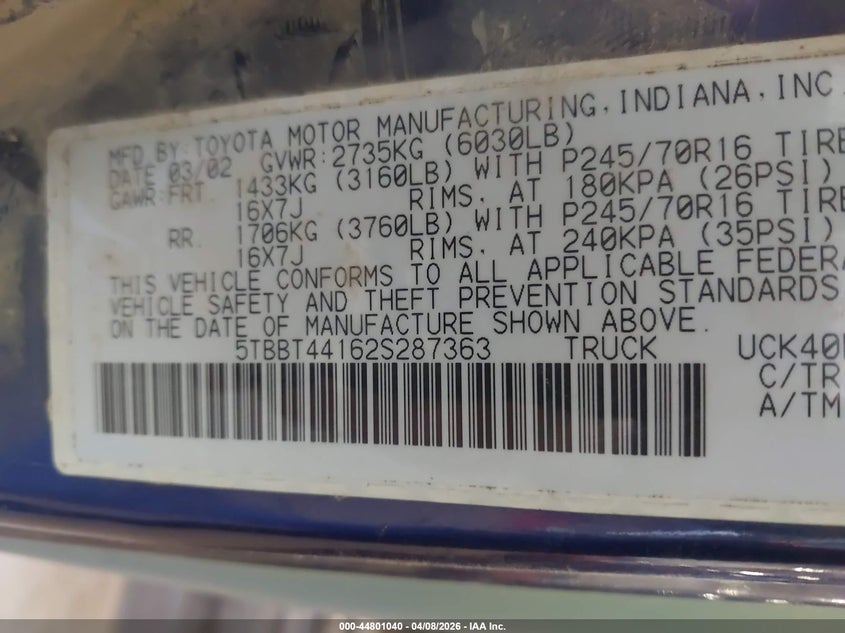 MFD BY: TOYOTA MOTOR MANUFACTURING, INDIANA, INC.
DATE 03/02 GVWR: 2735KG (6030LB)
GAWR: FRT. 1433KG (3160LB) WITH P245/70R16 TIRE
16X7J RIMS, AT 180KPA (26PSI)
RR. 1706KG (3760LB) WITH P245/70R16 TIRE
16X7J RIMS, AT 240KPA (35PSI)
THIS VEHICLE CONFORMS TO ALL APPLICABLE FEDERA
VEHICLE SAFETY AND THEFT PREVENTION STANDARDS
ON THE DATE OF MANUFACTURE SHOWN ABOVE.
5TBBT44162S287363 TRUCK UCK40
C/TR
A/TM
000-44801040 - 04/08/2026 - IAA Inc.